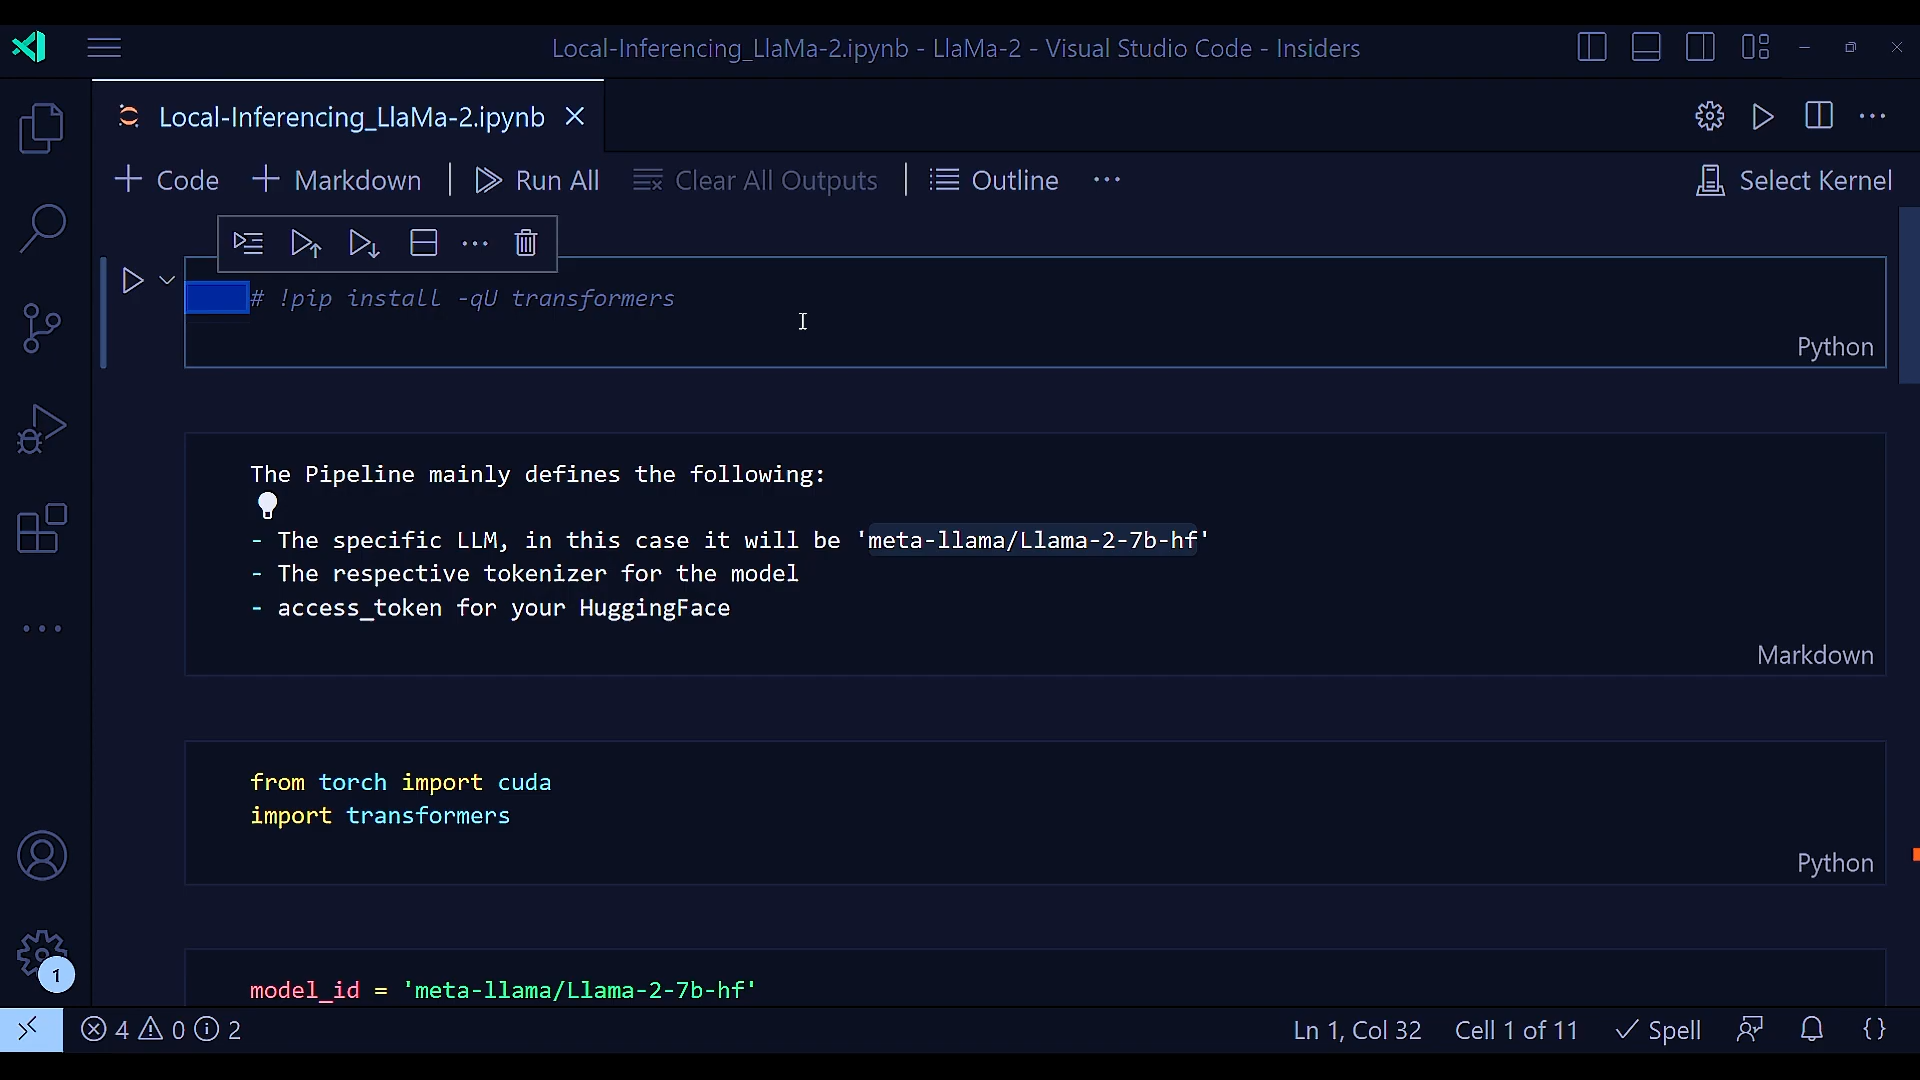 Local-Inferencing_LlaMa-2.ipynb - LlaMa-2 - Visual Studio Code - Insiders
Local-Inferencing_LlaMa-2.ipynb
Code Markdown Run All Clear All Outputs Outline Select Kernel
# !pip install -qU transformers
Python
The Pipeline mainly defines the following:
- The specific LLM, in this case it will be 'meta-llama/Llama-2-7b-hf'
- The respective tokenizer for the model
- access_token for your HuggingFace
Markdown
from torch import cuda
import transformers
Python
model_id = 'meta-llama/Llama-2-7b-hf'
1
4 0 2 Ln 1, Col 32 Cell 1 of 11 Spell